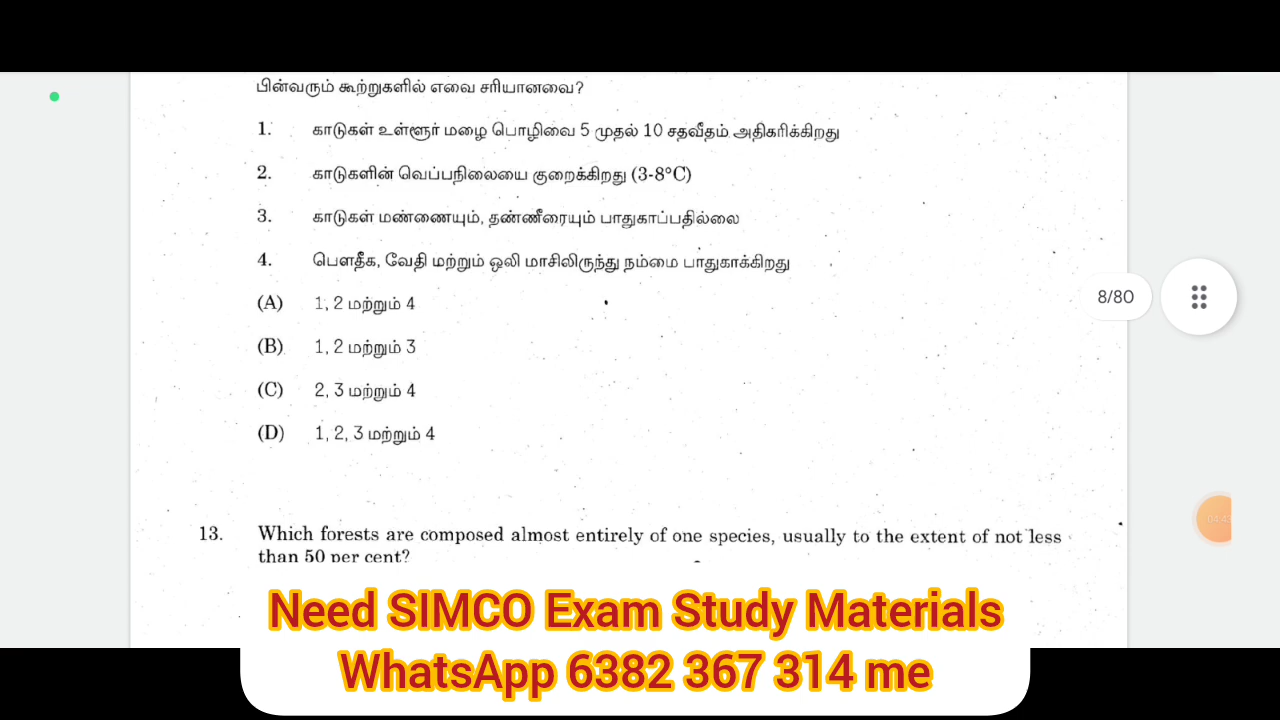 பின்வரும் கூற்றுகளில் எவை சரியானவை?
1. காடுகள் உள்ளூர் மழை பொழிவை 5 முதல் 10 சதவீதம் அதிகரிக்கிறது
2. காடுகளின் வெப்பநிலையை குறைக்கிறது (3-8°C)
3. காடுகள் மண்ணையும், தண்ணீரையும் பாதுகாப்பதில்லை
4. பௌதீக, வேதி மற்றும் ஒலி மாசிலிருந்து நம்மை பாதுகாக்கிறது
(A) 1, 2 மற்றும் 4
(B) 1, 2 மற்றும் 3
(C) 2, 3 மற்றும் 4
(D) 1, 2, 3 மற்றும் 4
8/80
04:43
13. Which forests are composed almost entirely of one species, usually to the extent of not less
than 50 per cent?
Need SIMCO Exam Study Materials
WhatsApp 6382 367 314 me